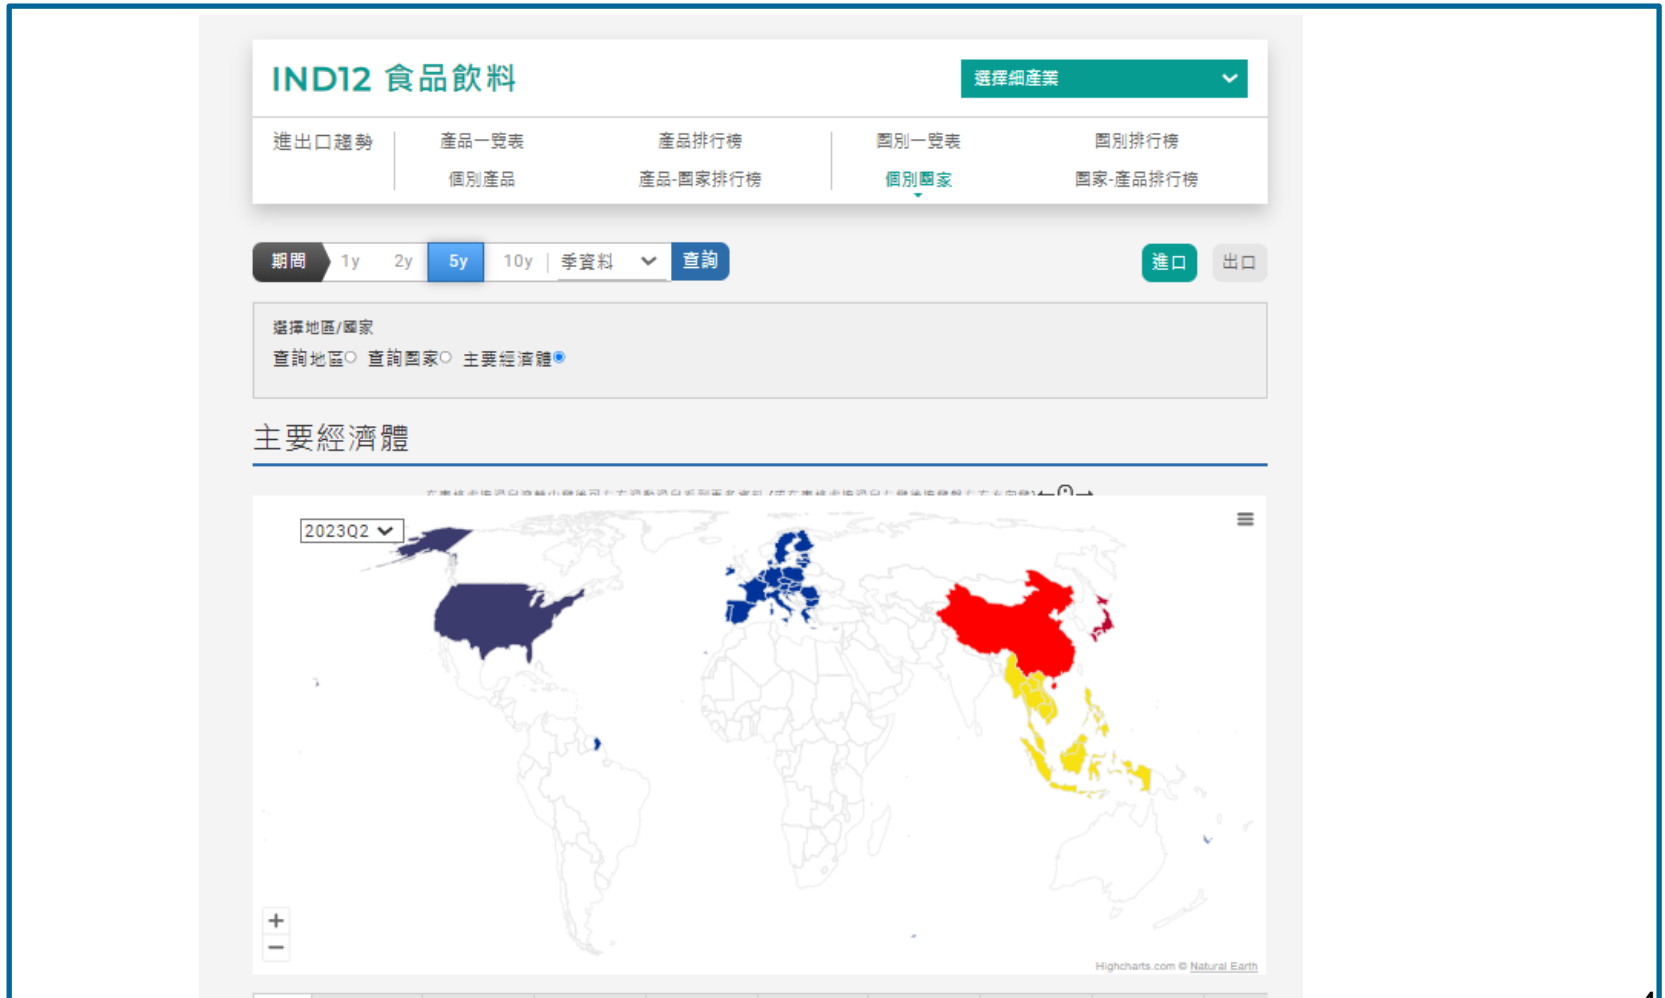 IND12 食品飲料
選擇細產業
進出口趨勢
產品一覽表
產品排行榜
國別一覽表
國別排行榜
個別產品
產品-國家排行榜
個別國家
國家-產品排行榜
期間 1y 2y 5y 10y 季資料 查詢
進口 出口
選擇地區/國家
查詢地區 查詢國家 主要經濟體
主要經濟體
2023Q2
+
−
Highcharts.com © Natural Earth